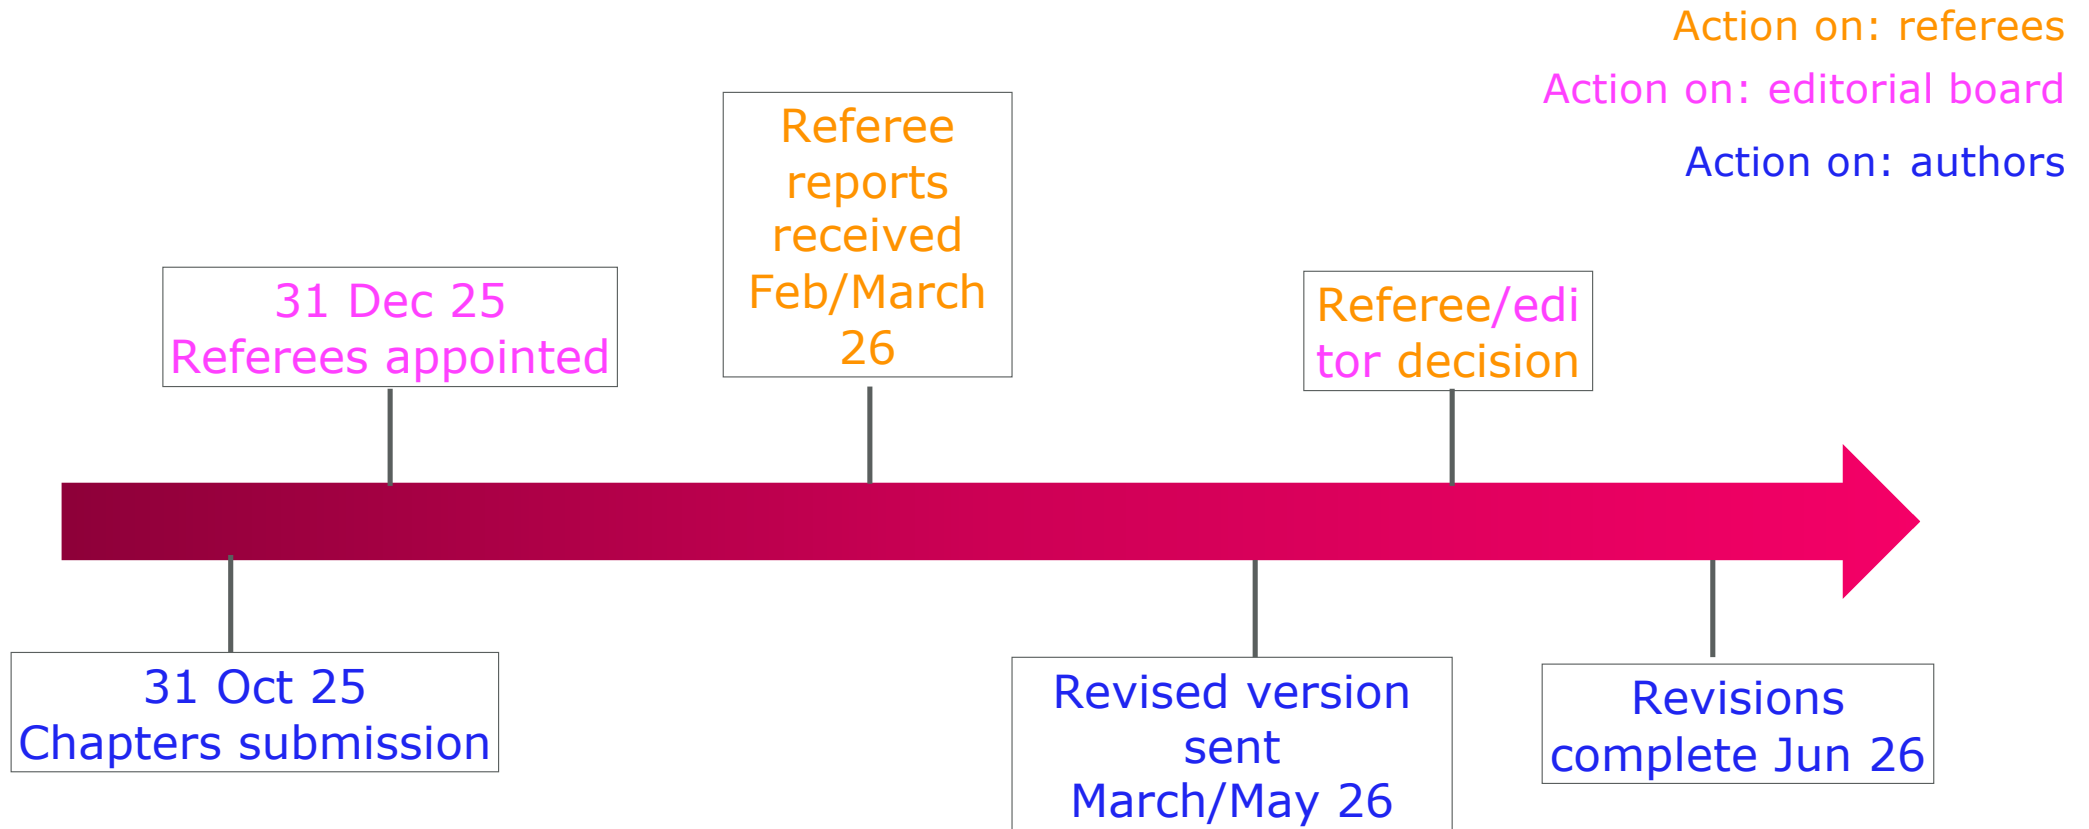 Action on: referees
Action on: editorial board
Action on: authors
Referee
reports
received
Feb/March
26
31 Dec 25
Referees appointed
Referee/edi
tor decision
31 Oct 25
Chapters submission
Revised version
sent
March/May 26
Revisions
complete Jun 26